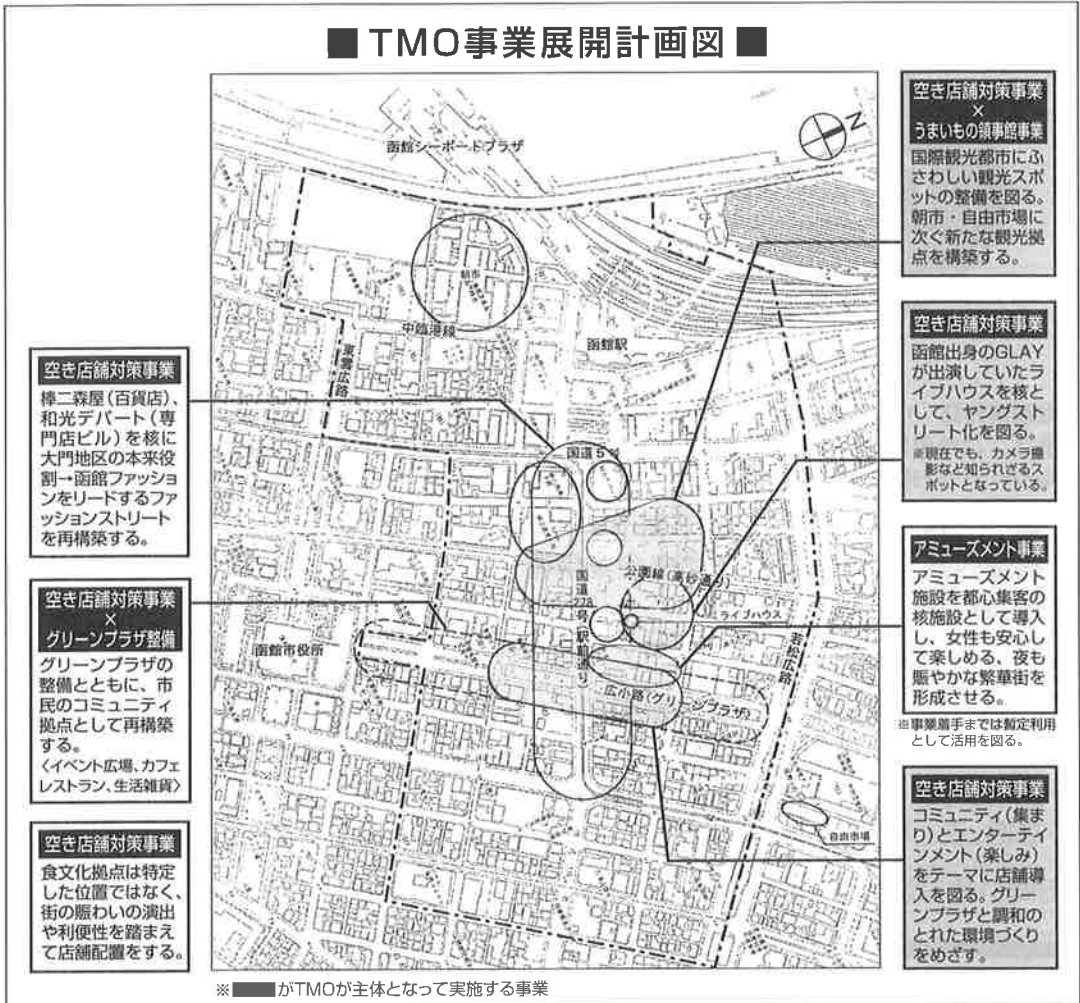 ■TMO事業展開計画図■
函館シーボードプラザ
N
朝市
中臨港線
函館駅
東雲広路
国道5号
公園線(高砂通り)
国道278号(駅前通り)
ライブハウス
若松広路
函館市役所
広小路(グリーンプラザ)
自由市場
空き店舗対策事業
棒二森屋(百貨店)、
和光デパート(専
門店ビル)を核に
大門地区の本来役
割→函館ファッショ
ンをリードするファ
ッションストリート
を再構築する。
空き店舗対策事業
×
グリーンプラザ整備
グリーンプラザの
整備とともに、市
民のコミュニティ
拠点として再構築
する。
〈イベント広場、カフェ
レストラン、生活雑貨〉
空き店舗対策事業
食文化拠点は特定
した位置ではなく、
街の賑わいの演出
や利便性を踏まえ
て店舗配置をする。
空き店舗対策事業
×
うまいもの領事館事業
国際観光都市にふ
さわしい観光スポ
ットの整備を図る。
朝市・自由市場に
次ぐ新たな観光拠
点を構築する。
空き店舗対策事業
函館出身のGLAY
が出演していたラ
イブハウスを核と
して、ヤングスト
リート化を図る。
※現在でも、カメラ撮
影など知られざるス
ポットとなっている。
アミューズメント事業
アミューズメント
施設を都心集客の
核施設として導入
し、女性も安心し
て楽しめる、夜も
賑やかな繁華街を
形成させる。
※事業着手までは暫定利用
として活用を図る。
空き店舗対策事業
コミュニティ(集ま
り)とエンターテイ
ンメント(楽しみ)
をテーマに店舗導
入を図る。グリー
ンプラザと調和の
とれた環境づくり
をめざす。
※■がTMOが主体となって実施する事業